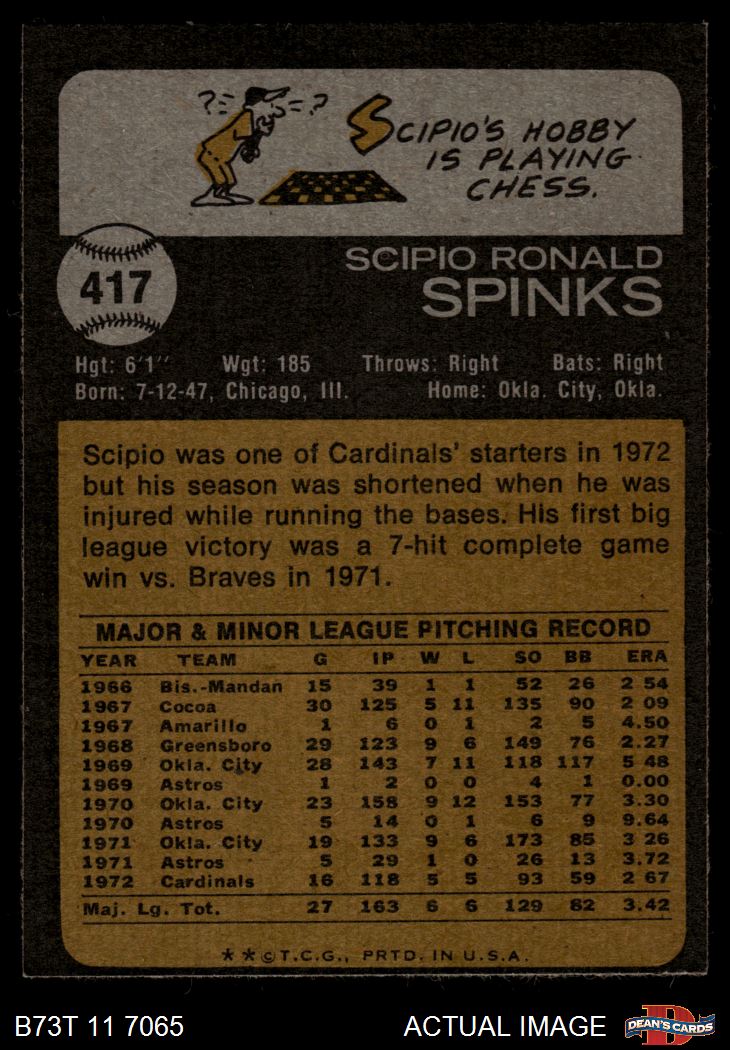 ?= =?
SCIPIO'S HOBBY
IS PLAYING
CHESS.
417
SCIPIO RONALD
SPINKS
Hgt: 6'1" Wgt: 185 Throws: Right Bats: Right
Born: 7-12-47, Chicago, Ill. Home: Okla. City, Okla.
Scipio was one of Cardinals' starters in 1972
but his season was shortened when he was
injured while running the bases. His first big
league victory was a 7-hit complete game
win vs. Braves in 1971.
MAJOR & MINOR LEAGUE PITCHING RECORD
YEAR TEAM G IP W L SO BB ERA
1966 Bis.-Mandan 15 39 1 1 52 26 2 54
1967 Cocoa 30 125 5 11 135 90 2 09
1967 Amarillo 1 6 0 1 2 5 4.50
1968 Greensboro 29 123 9 6 149 76 2.27
1969 Okla. City 28 143 7 11 118 117 5 48
1969 Astros 1 2 0 0 4 1 0.00
1970 Okla. City 23 158 9 12 153 77 3.30
1970 Astros 5 14 0 1 6 9 9.64
1971 Okla. City 19 133 9 6 173 85 3 26
1971 Astros 5 29 1 0 26 13 3.72
1972 Cardinals 16 118 5 5 93 59 2 67
Maj. Lg. Tot. 27 163 6 6 129 82 3.42
* * © T.C.G., PRTD. IN U.S.A.
B73T 11 7065 ACTUAL IMAGE D DEAN'S CARDS